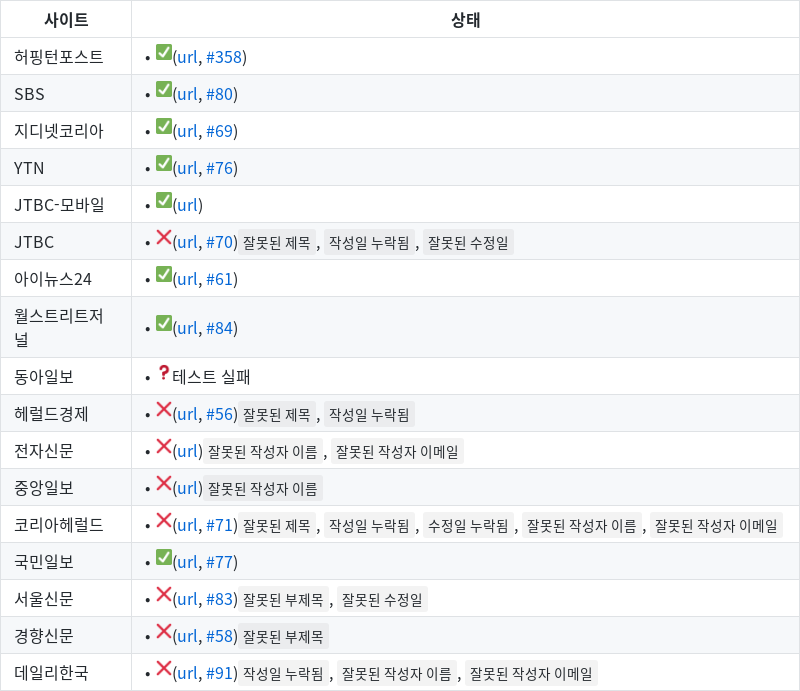 사이트 상태
허핑턴포스트 • ✅(url, #358)
SBS • ✅(url, #80)
지디넷코리아 • ✅(url, #69)
YTN • ✅(url, #76)
JTBC-모바일 • ✅(url)
JTBC • ❌(url, #70) 잘못된 제목 , 작성일 누락됨 , 잘못된 수정일
아이뉴스24 • ✅(url, #61)
월스트리트저
널 • ✅(url, #84)
동아일보 • ❓테스트 실패
헤럴드경제 • ❌(url, #56) 잘못된 제목 , 작성일 누락됨
전자신문 • ❌(url) 잘못된 작성자 이름 , 잘못된 작성자 이메일
중앙일보 • ❌(url) 잘못된 작성자 이름
코리아헤럴드 • ❌(url, #71) 잘못된 제목 , 작성일 누락됨 , 수정일 누락됨 , 잘못된 작성자 이름 , 잘못된 작성자 이메일
국민일보 • ✅(url, #77)
서울신문 • ❌(url, #83) 잘못된 부제목 , 잘못된 수정일
경향신문 • ❌(url, #58) 잘못된 부제목
데일리한국 • ❌(url, #91) 작성일 누락됨 , 잘못된 작성자 이름 , 잘못된 작성자 이메일